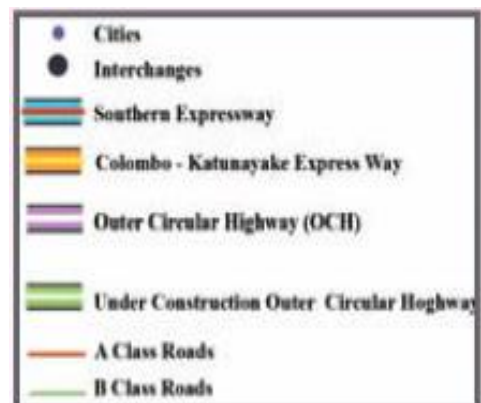 Cities
Interchanges
Southern Expressway
Colombo - Katunayake Express Way
Outer Circular Highway (OCH)
Under Construction Outer Circular Hoghway
A Class Roads
B Class Roads